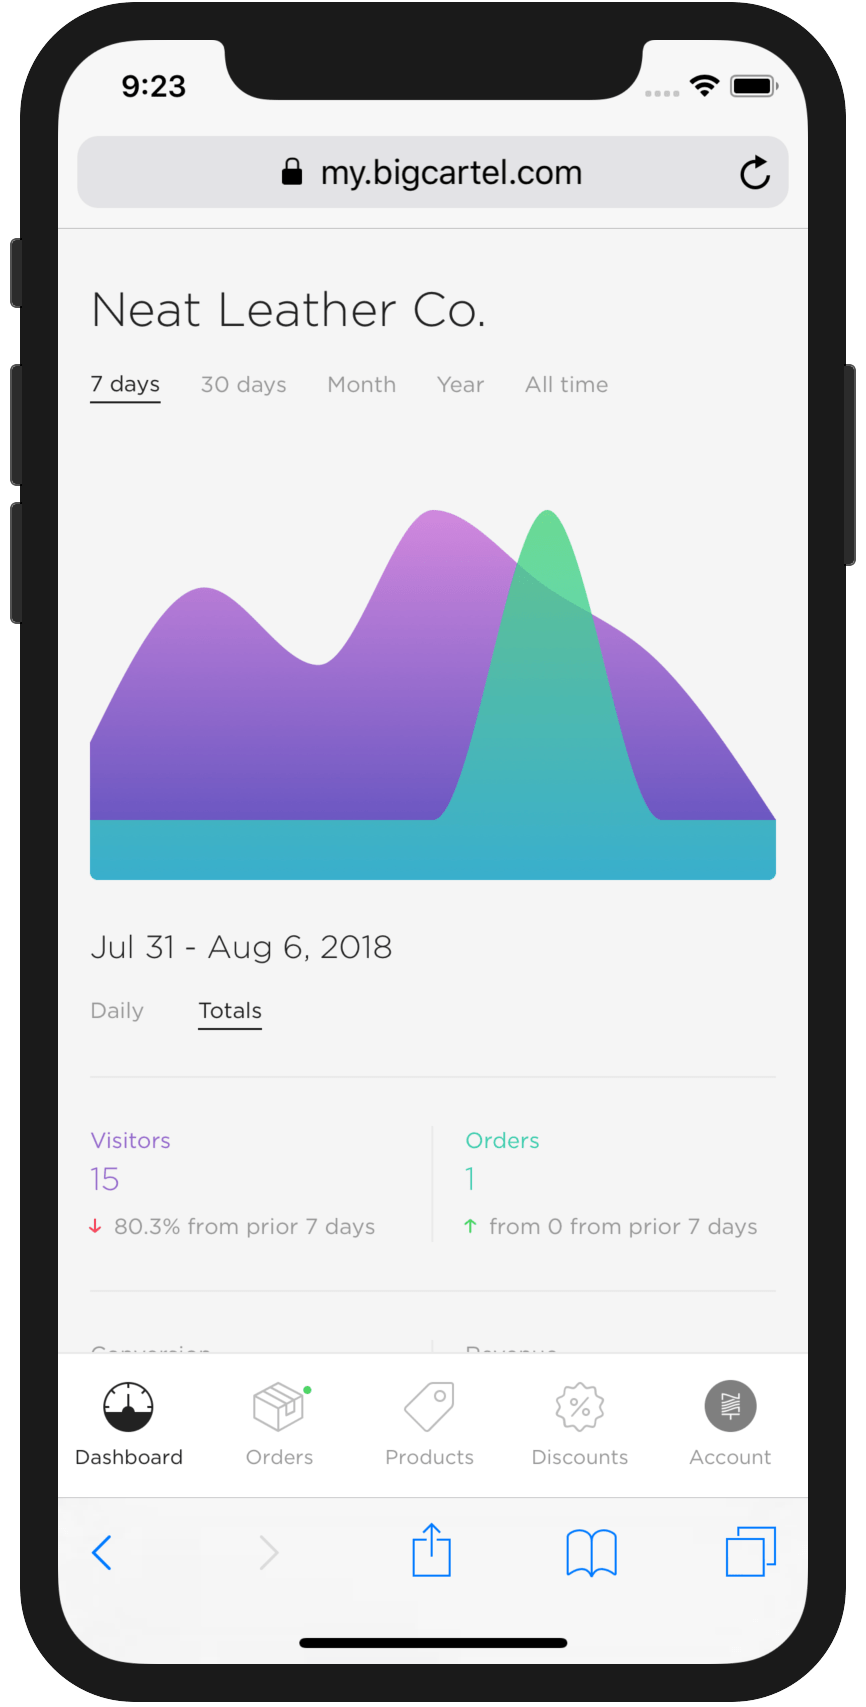 9:23
my.bigcartel.com
Neat Leather Co.
7 days 30 days Month Year All time
Jul 31 - Aug 6, 2018
Daily Totals
Visitors Orders
15 1
↓ 80.3% from prior 7 days ↑ from 0 from prior 7 days
Conversion Revenue
Dashboard Orders Products Discounts Account